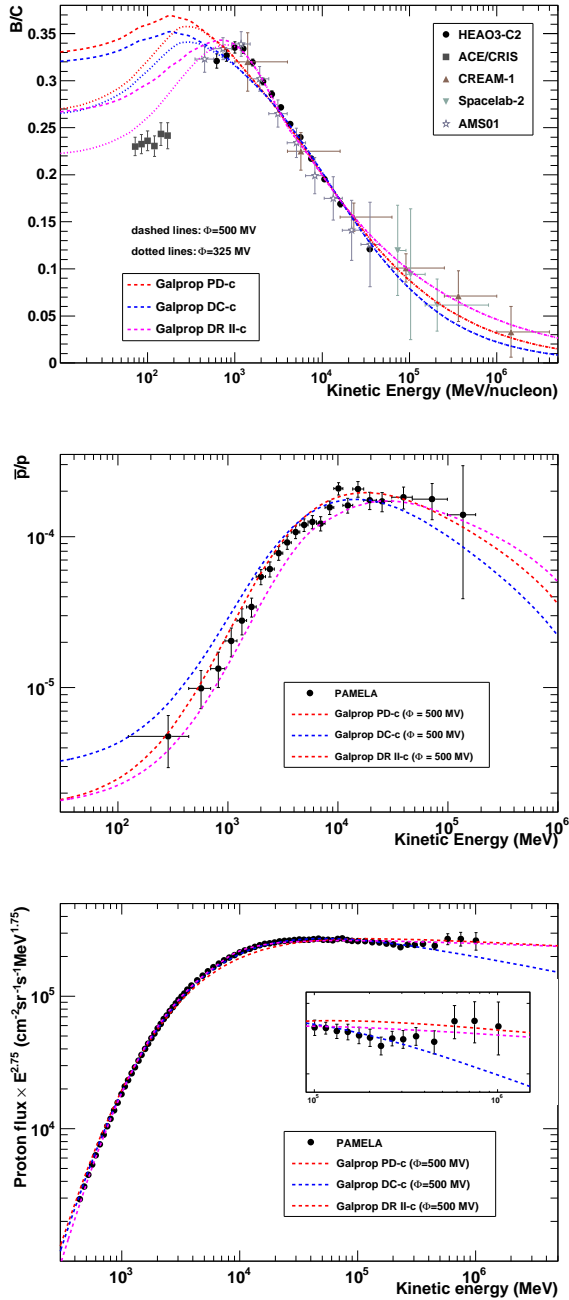 B/C
0.35
0.3
0.25
0.2
0.15
0.1
0.05
0
HEAO3-C2
ACE/CRIS
CREAM-1
Spacelab-2
AMS01
dashed lines: Φ=500 MV
dotted lines: Φ=325 MV
Galprop PD-c
Galprop DC-c
Galprop DR II-c
10² 10³ 10⁴ 10⁵ 10⁶
Kinetic Energy (MeV/nucleon)
p̅/p
10⁻⁴
10⁻⁵
PAMELA
Galprop PD-c (Φ = 500 MV)
Galprop DC-c (Φ = 500 MV)
Galprop DR II-c (Φ = 500 MV)
10² 10³ 10⁴ 10⁵ 10⁶
Kinetic Energy (MeV)
Proton flux × E^2.75 (cm⁻²sr⁻¹s⁻¹MeV^1.75)
10⁵
10⁴
10⁵ 10⁶
PAMELA
Galprop PD-c (Φ=500 MV)
Galprop DC-c (Φ=500 MV)
Galprop DR II-c (Φ=500 MV)
10³ 10⁴ 10⁵ 10⁶
Kinetic energy (MeV)